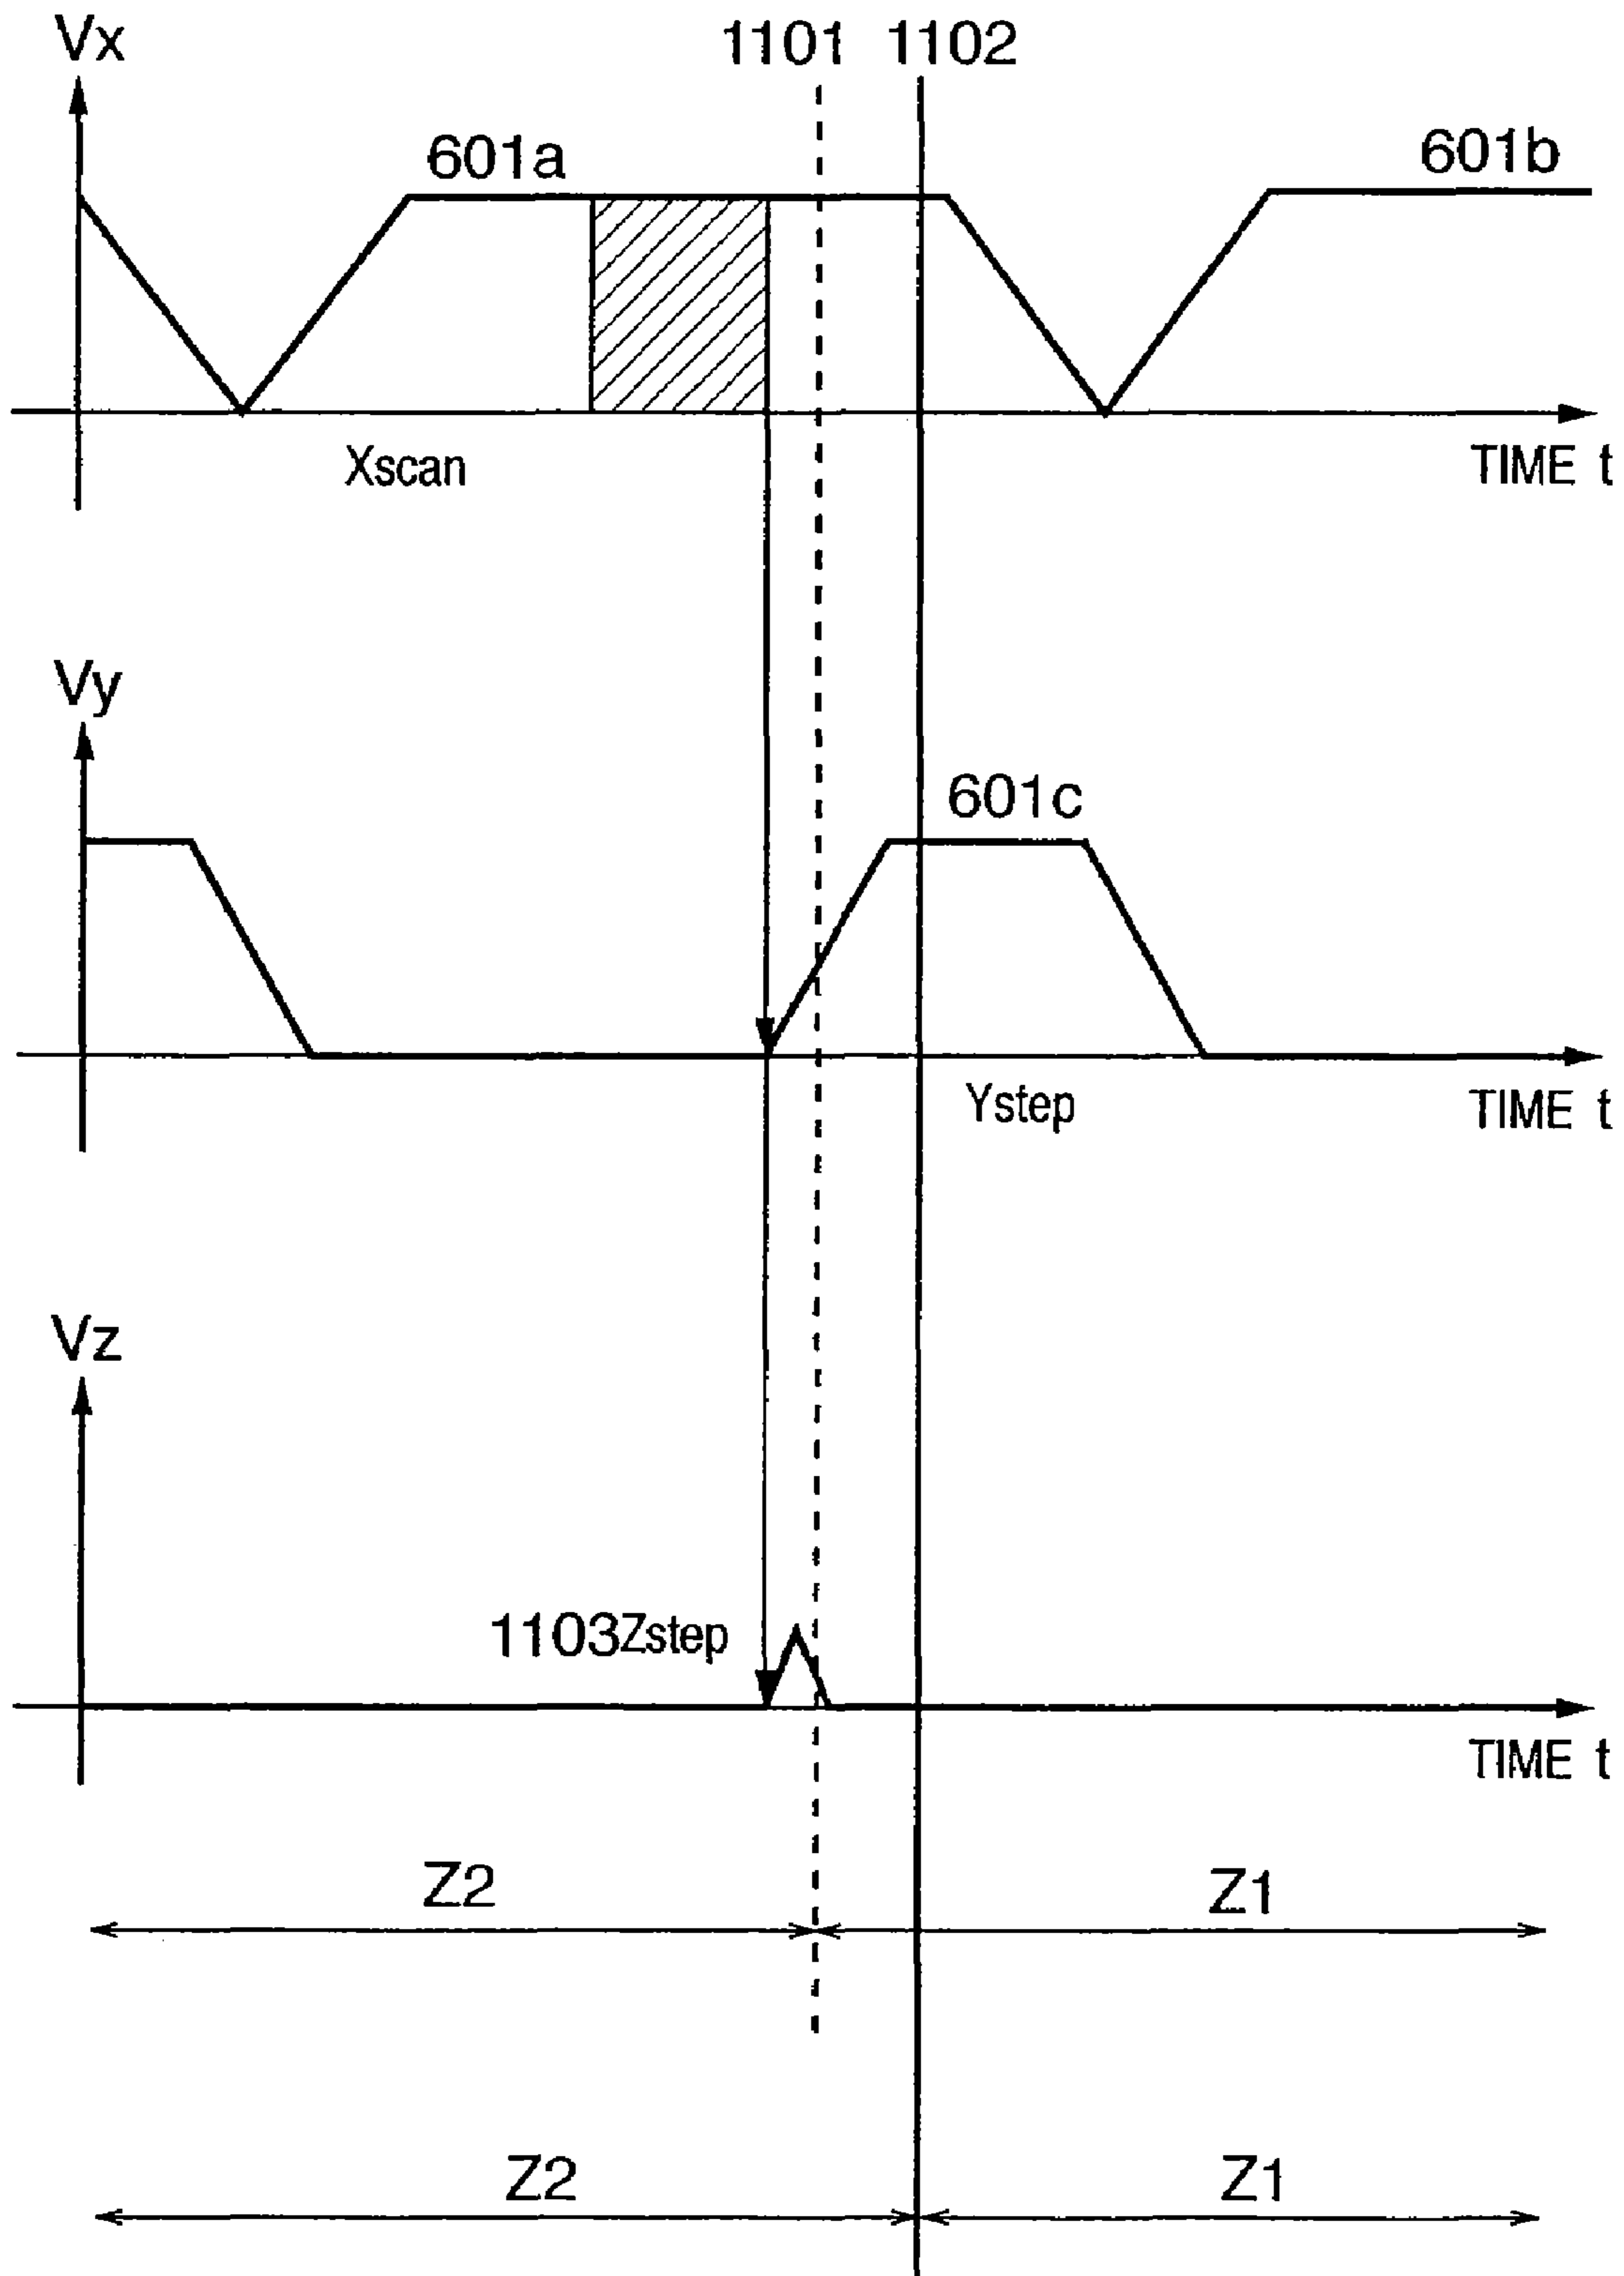 Vx
1101 1102
601a
601b
Xscan
TIME t
Vy
601c
Ystep
TIME t
Vz
1103Zstep
TIME t
Z2 Z1
Z2 Z1